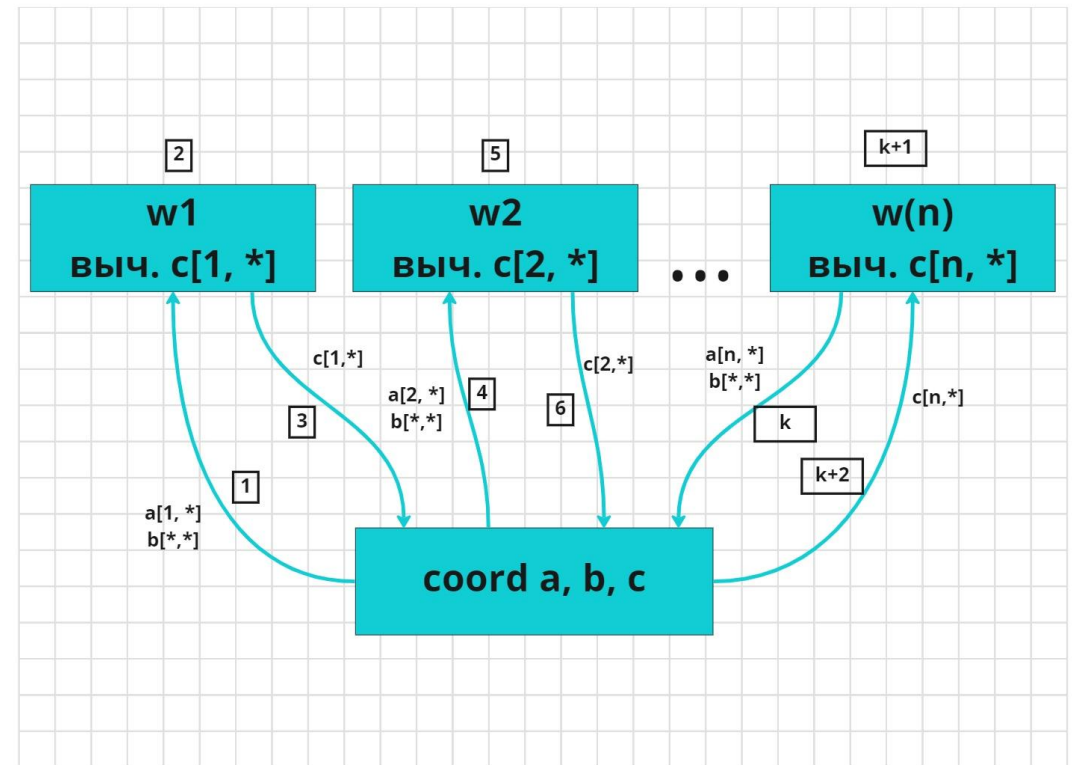 2
5
k+1
w1
выч. c[1, *]
w2
выч. c[2, *]
...
w(n)
выч. c[n, *]
c[1,*]
3
a[2, *]
b[*,*]
4
c[2,*]
6
a[n, *]
b[*,*]
k
c[n,*]
k+2
1
a[1, *]
b[*,*]
coord a, b, c